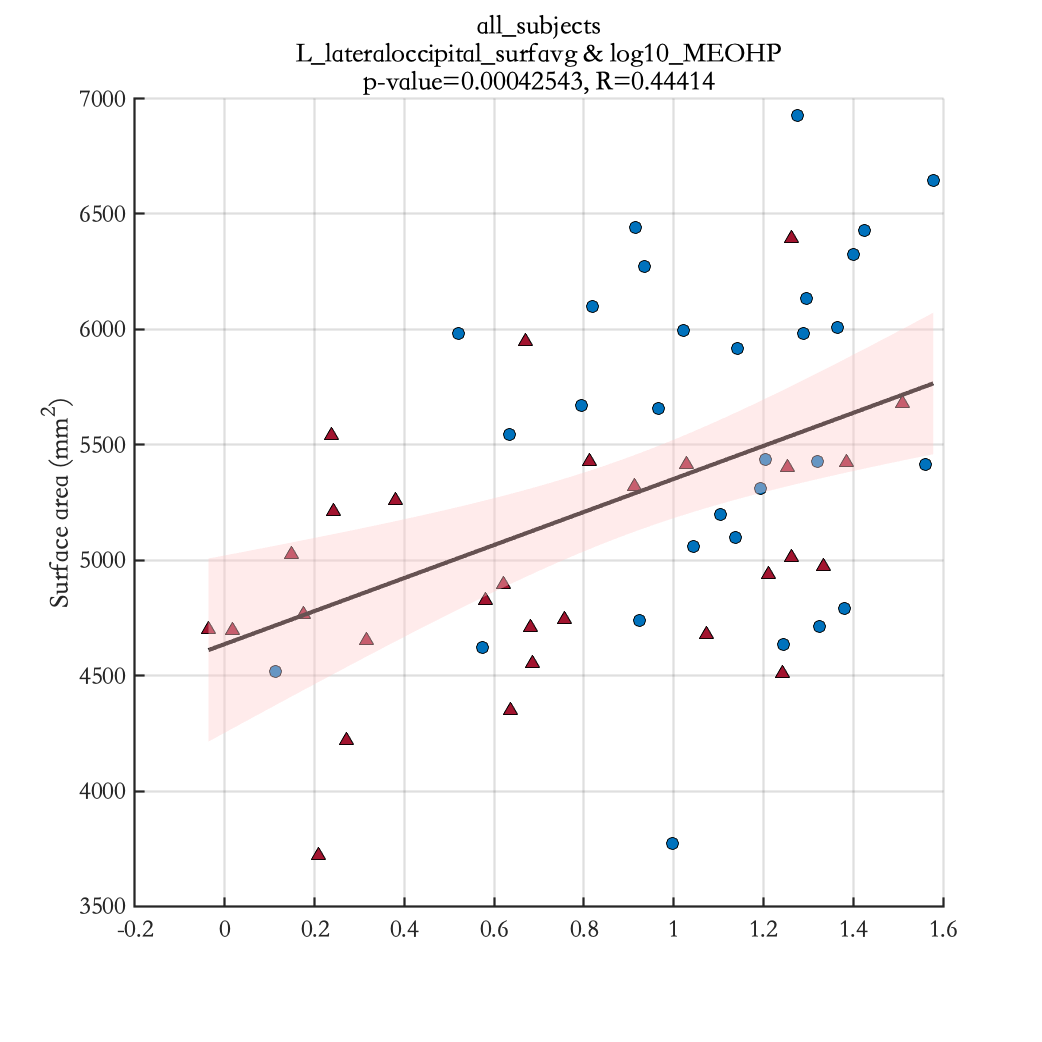 all_subjects
L_lateraloccipital_surfavg & log10_MEOHP
p-value=0.00042543, R=0.44414
7000
6500
6000
5500
5000
4500
4000
3500
Surface area (mm²)
-0.2 0 0.2 0.4 0.6 0.8 1 1.2 1.4 1.6